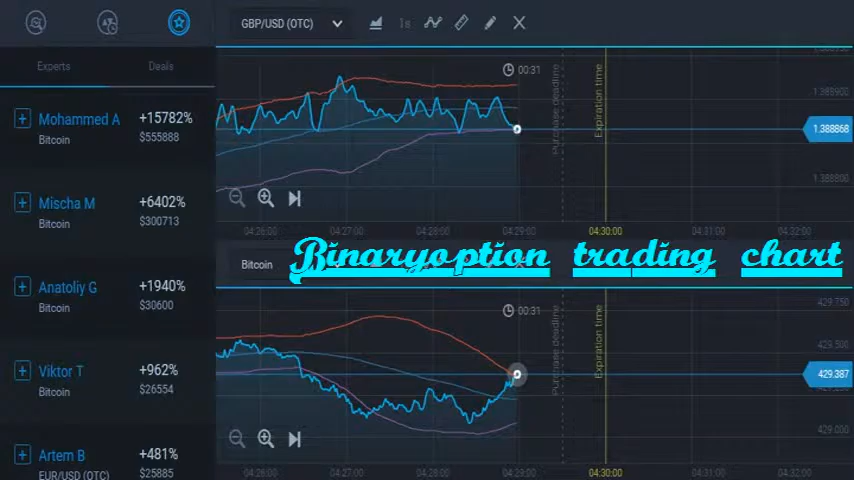 GBP/USD (OTC)
1s
Experts
Deals
Mohammed A
+15782%
Bitcoin
$555888
Mischa M
+6402%
Bitcoin
$300713
Anatoliy G
+1940%
Bitcoin
$30600
Viktor T
+962%
Bitcoin
$26554
Artem B
+481%
EUR/USD (OTC)
$25885
00:31
Purchase deadline
Expiration time
1.388900
1.388868
1.388800
04:26:00
04:27:00
04:28:00
04:29:00
04:30:00
04:31:00
04:32:00
Bitcoin
Binaryoption trading chart
00:31
Purchase deadline
Expiration time
429.750
429.500
429.387
429.000
04:26:00
04:27:00
04:28:00
04:29:00
04:30:00
04:31:00
04:32:00